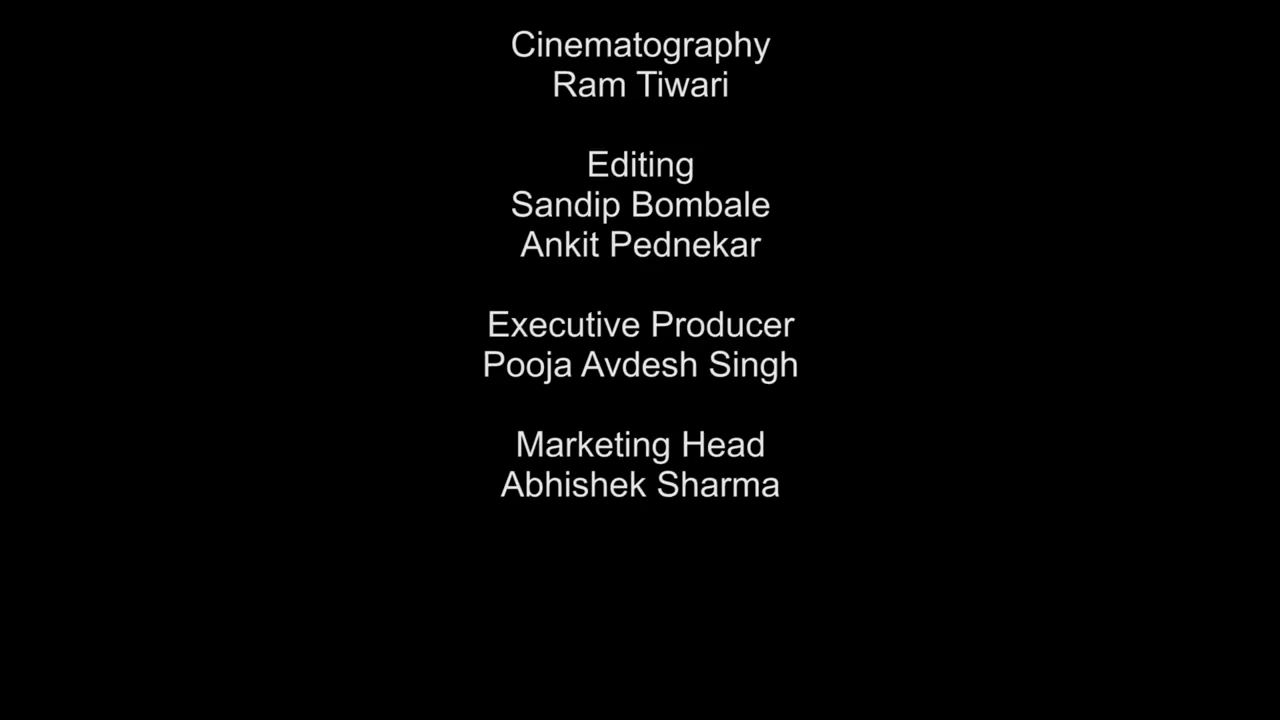 Cinematography
Ram Tiwari
Editing
Sandip Bombale
Ankit Pednekar
Executive Producer
Pooja Avdesh Singh
Marketing Head
Abhishek Sharma